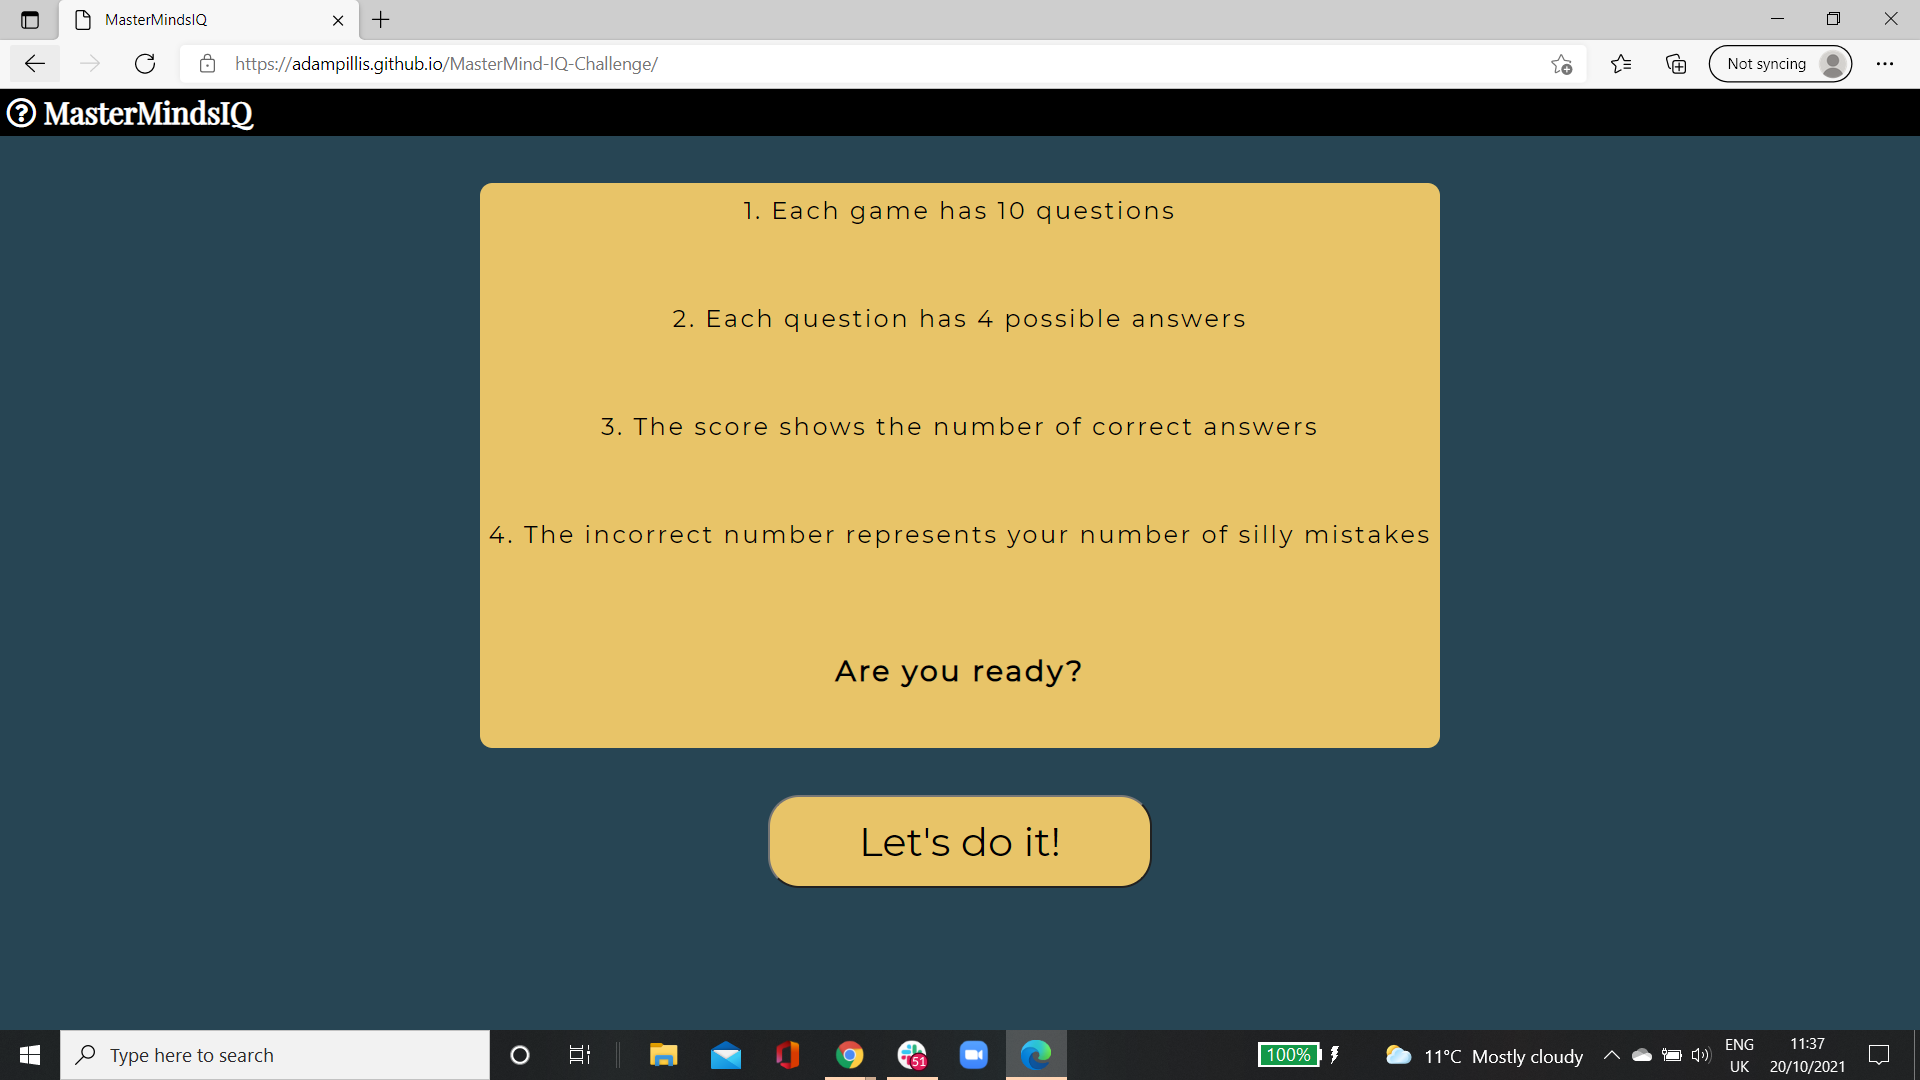 MasterMindsIQ
https://adampillis.github.io/MasterMind-IQ-Challenge/
Not syncing
MasterMindsIQ
1. Each game has 10 questions
2. Each question has 4 possible answers
3. The score shows the number of correct answers
4. The incorrect number represents your number of silly mistakes
Are you ready?
Let's do it!
Type here to search
51
100%
11°C Mostly cloudy
ENG
UK
11:37
20/10/2021